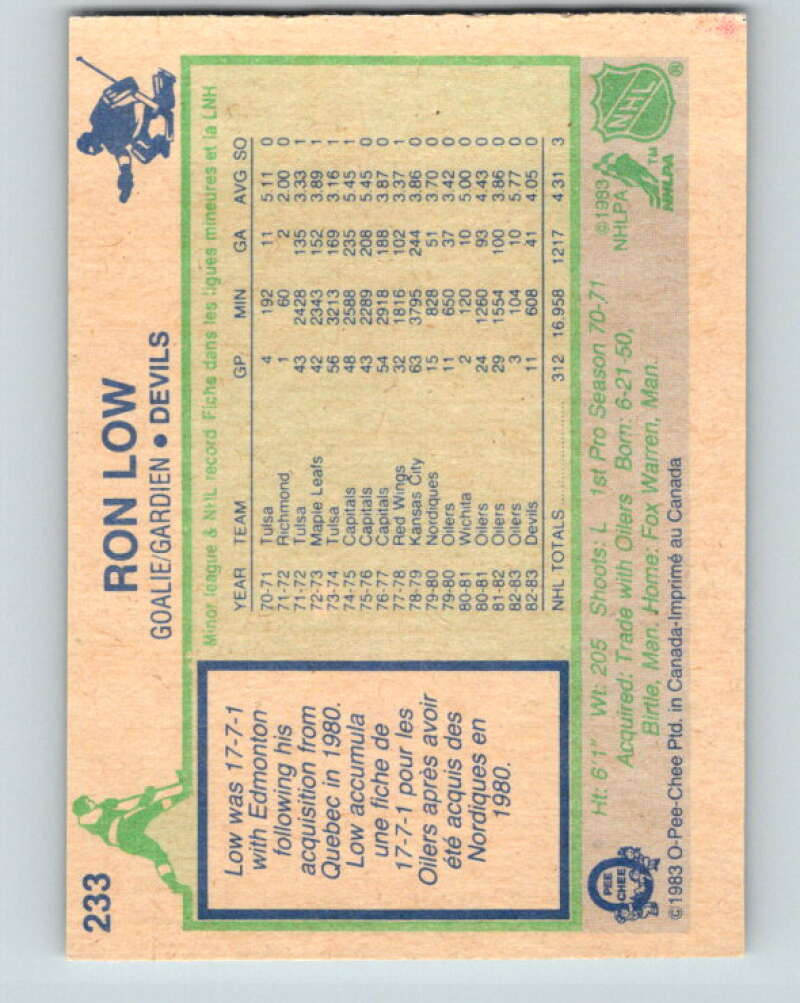 233
RON LOW
GOALIE/GARDIEN • DEVILS
Low was 17-7-1
with Edmonton
following his
acquisition from
Quebec in 1980.
Low accumula
une fiche de
17-7-1 pour les
Oilers après avoir
été acquis des
Nordiques en
1980.
Minor league & NHL record Fiche dans les ligues mineures et la LNH
YEAR TEAM GP MIN GA AVG SO
70-71 Tulsa 4 192 11 5.11 0
71-72 Richmond 1 60 2 2.00 0
71-72 Tulsa 43 2428 135 3.33 1
72-73 Maple Leafs 42 2343 152 3.89 1
73-74 Tulsa 56 3213 169 3.16 1
74-75 Capitals 48 2588 235 5.45 1
75-76 Capitals 43 2289 208 5.45 0
76-77 Capitals 54 2918 188 3.87 0
77-78 Red Wings 32 1816 102 3.37 1
78-79 Kansas City 63 3795 244 3.86 0
79-80 Nordiques 15 828 51 3.70 0
79-80 Oilers 11 650 37 3.42 0
80-81 Wichita 2 120 10 5.00 0
80-81 Oilers 24 1260 93 4.43 0
81-82 Oilers 29 1554 100 3.86 0
82-83 Oilers 3 104 10 5.77 0
82-83 Devils 11 608 41 4.05 0
NHL TOTALS 312 16.958 1217 4.31 3
Ht: 6'1" Wt: 205 Shoots: L 1st Pro Season 70-71
Acquired: Trade with Oilers Born: 6-21-50,
Birtle, Man. Home: Fox Warren, Man.
©1983 O-Pee-Chee Ptd. in Canada-Imprimé au Canada
PEE
CHEE
©1983
NHLPA
NHL ®
NHLPA ™